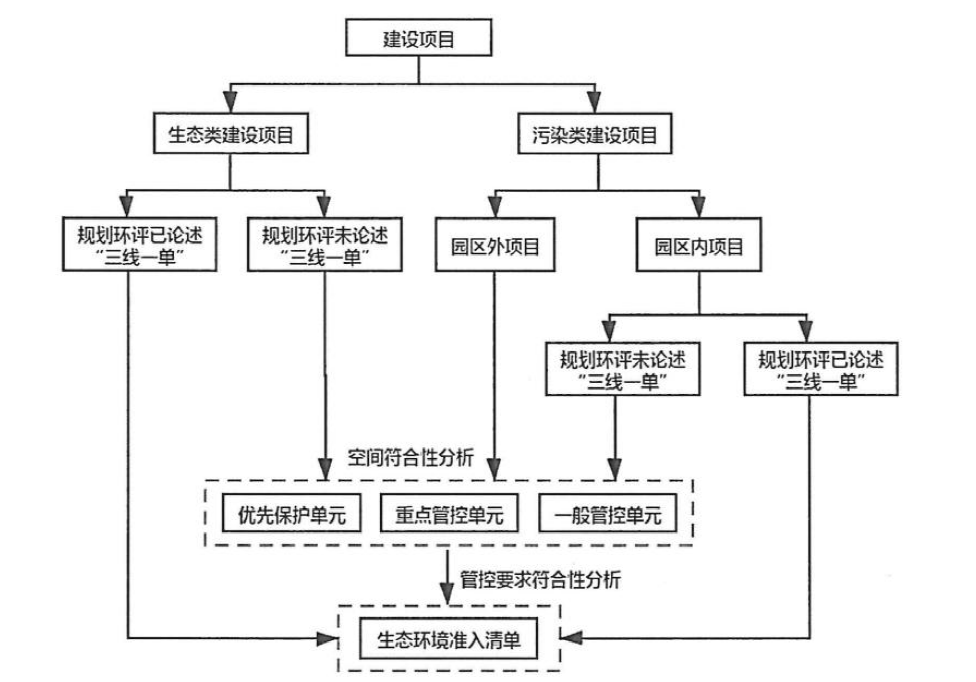 建设项目
生态类建设项目
污染类建设项目
规划环评已论述
“三线一单”
规划环评未论述
“三线一单”
园区外项目
园区内项目
规划环评未论述
“三线一单”
规划环评已论述
“三线一单”
空间符合性分析
优先保护单元
重点管控单元
一般管控单元
管控要求符合性分析
生态环境准入清单